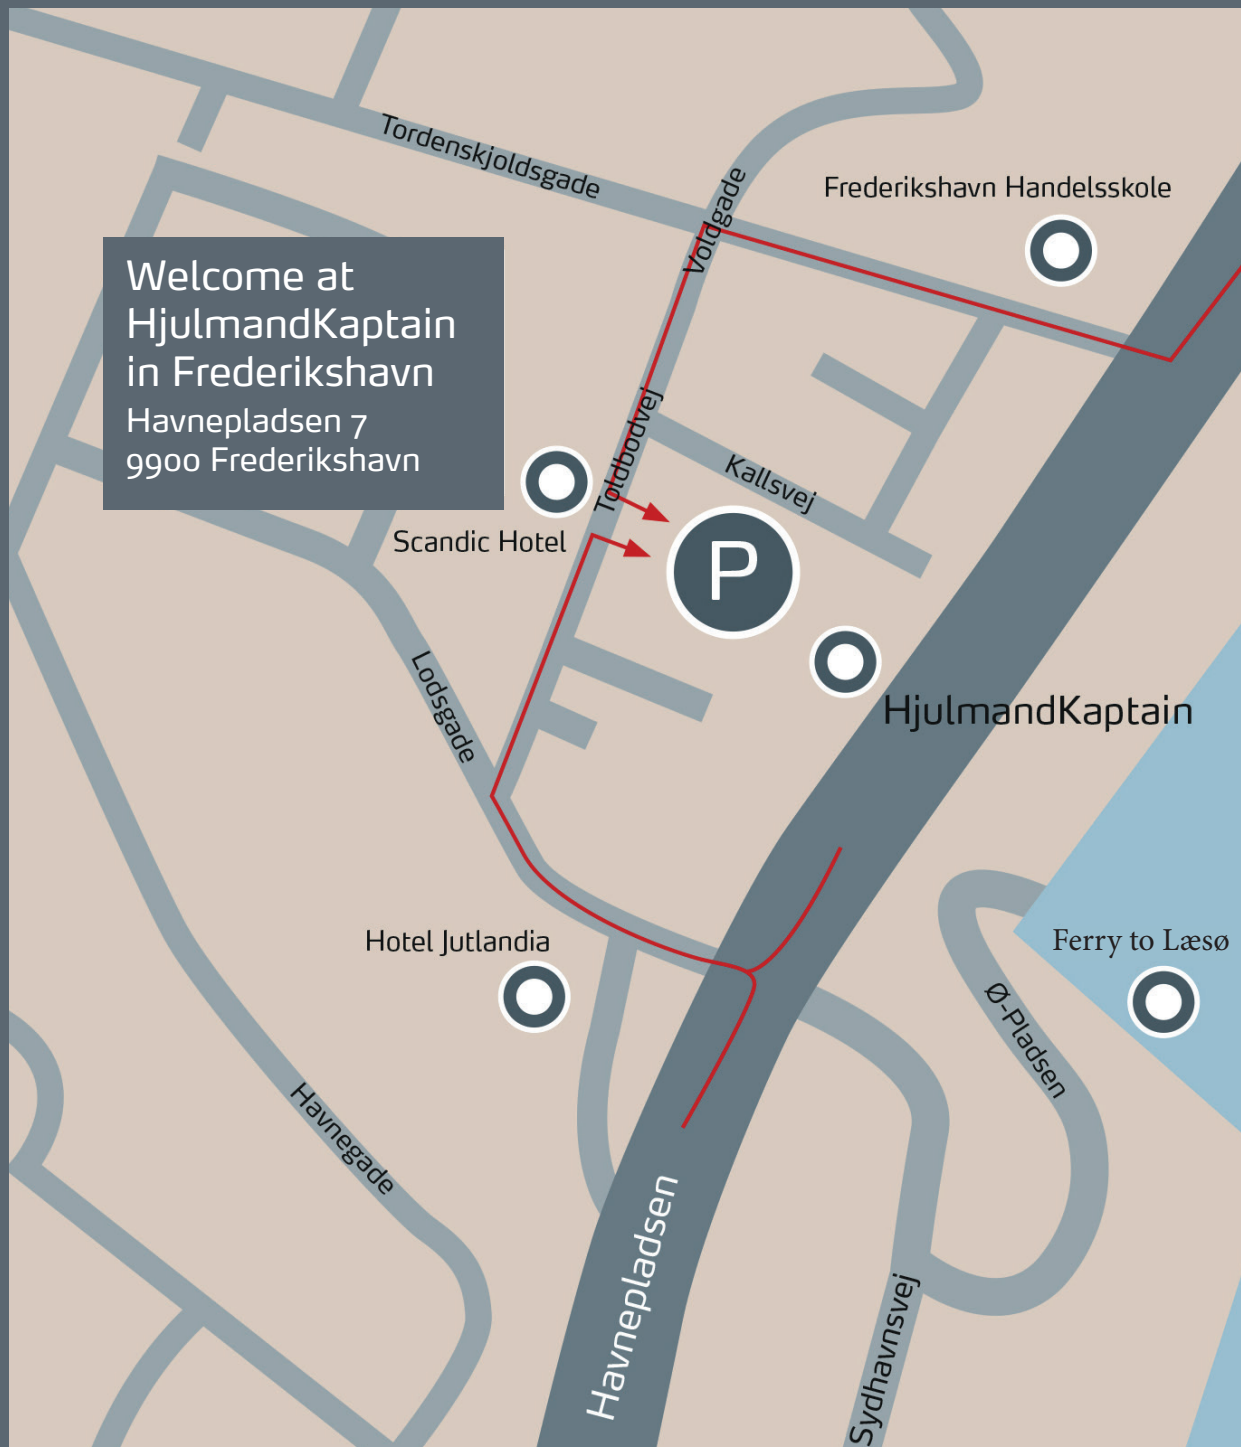 Tordenskjoldsgade
Voldgade
Frederikshavn Handelsskole
Welcome at
HjulmandKaptain
in Frederikshavn
Havnepladsen 7
9900 Frederikshavn
Toldbodvej
Kallsvej
Scandic Hotel
P
Lodsgade
HjulmandKaptain
Hotel Jutlandia
Ferry to Læsø
Ø-Pladsen
Havnegade
Havnepladsen
Sydhavnsvej